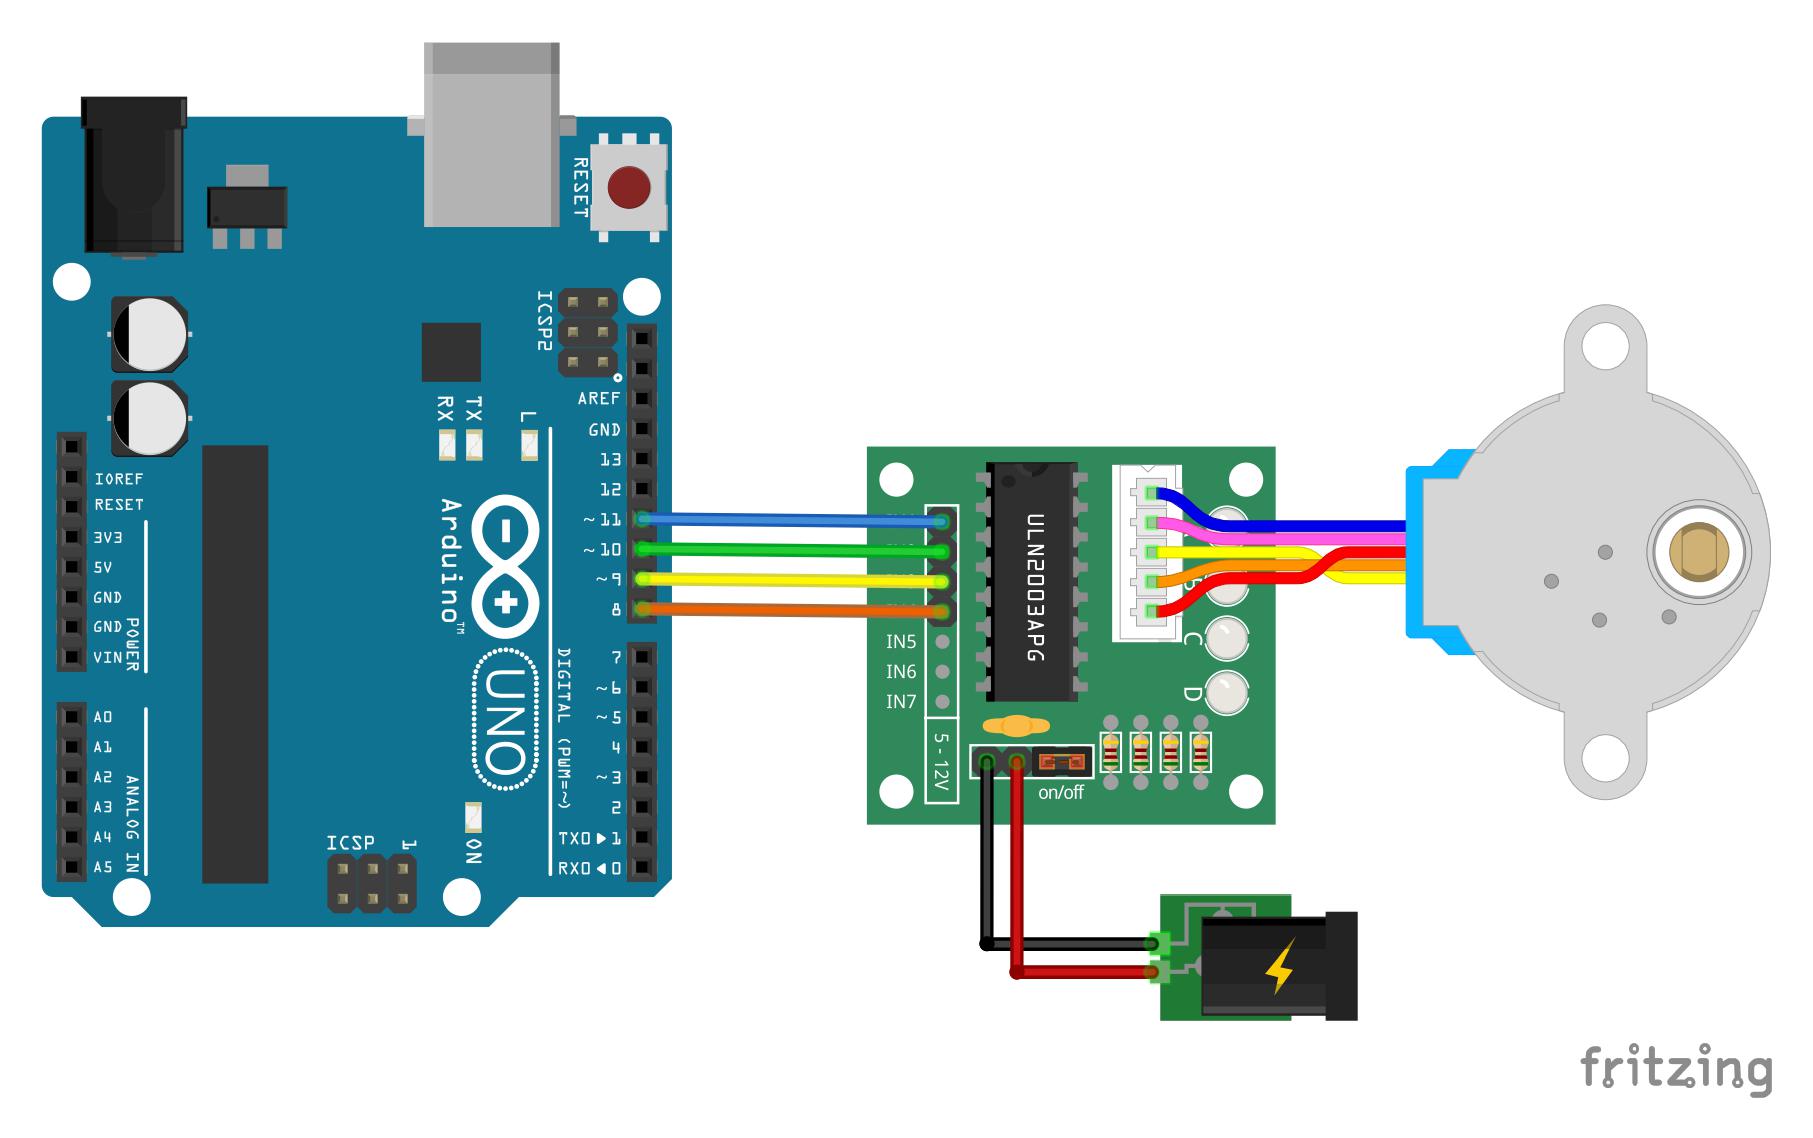 RESET
ICSP2
AREF
GND
13
12
~11
~10
~9
8
7
~6
~5
4
~3
2
TX0▶1
RX0◀0
RX
TX
L
Arduino™
UNO
DIGITAL (PWM=~)
ON
ICSP
1
IOREF
RESET
3V3
5V
GND
GND
VIN
POWER
A0
A1
A2
A3
A4
A5
ANALOG IN
IN5
IN6
IN7
5 - 12V
ULN2003APG
C
D
on/off
fritzing